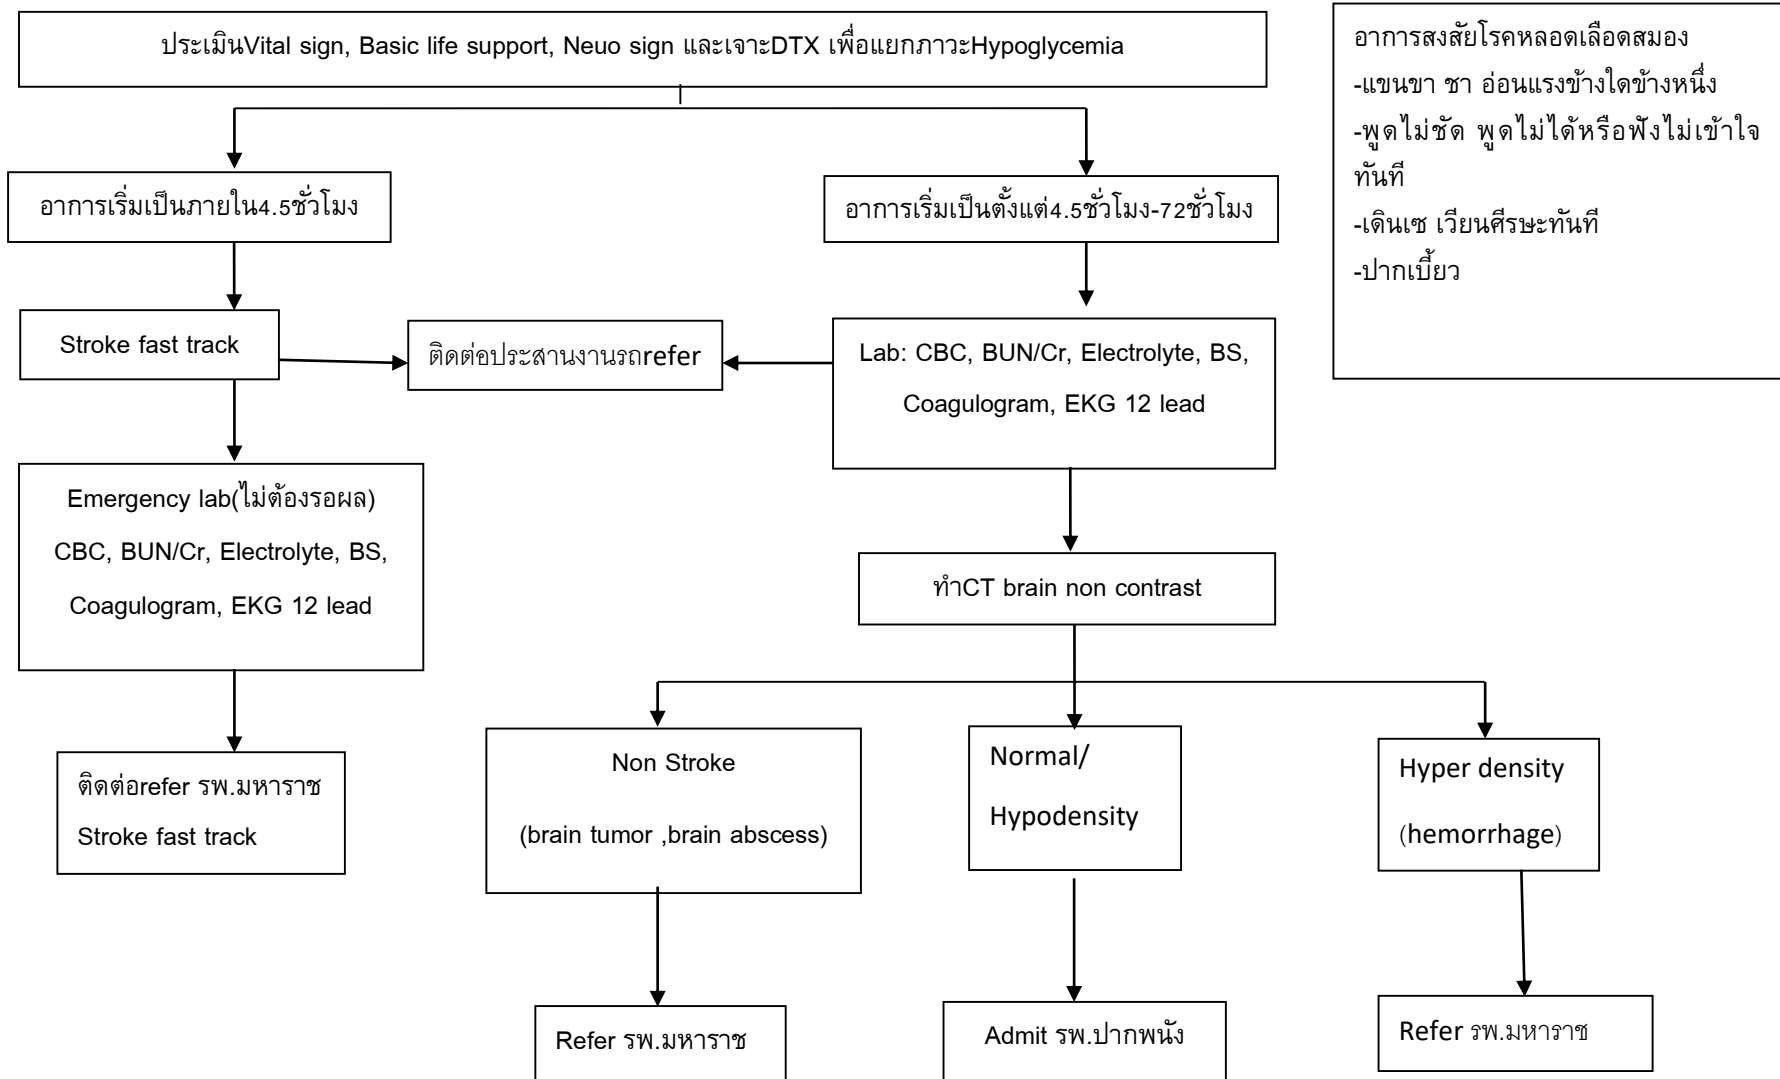 ประเมินVital sign, Basic life support, Neuo sign และเจาะDTX เพื่อแยกภาวะHypoglycemia
อาการสงสัยโรคหลอดเลือดสมอง
-แขนขา ชา อ่อนแรงข้างใดข้างหนึ่ง
-พูดไม่ชัด พูดไม่ได้หรือฟังไม่เข้าใจ
ทันที
-เดินเซ เวียนศีรษะทันที
-ปากเบี้ยว
อาการเริ่มเป็นภายใน4.5ชั่วโมง
อาการเริ่มเป็นตั้งแต่4.5ชั่วโมง-72ชั่วโมง
Stroke fast track
ติดต่อประสานงานรถrefer
Lab: CBC, BUN/Cr, Electrolyte, BS,
Coagulogram, EKG 12 lead
Emergency lab(ไม่ต้องรอผล)
CBC, BUN/Cr, Electrolyte, BS,
Coagulogram, EKG 12 lead
ทำCT brain non contrast
ติดต่อrefer รพ.มหาราช
Stroke fast track
Non Stroke
(brain tumor ,brain abscess)
Normal/
Hypodensity
Hyper density
(hemorrhage)
Refer รพ.มหาราช
Admit รพ.ปากพนัง
Refer รพ.มหาราช